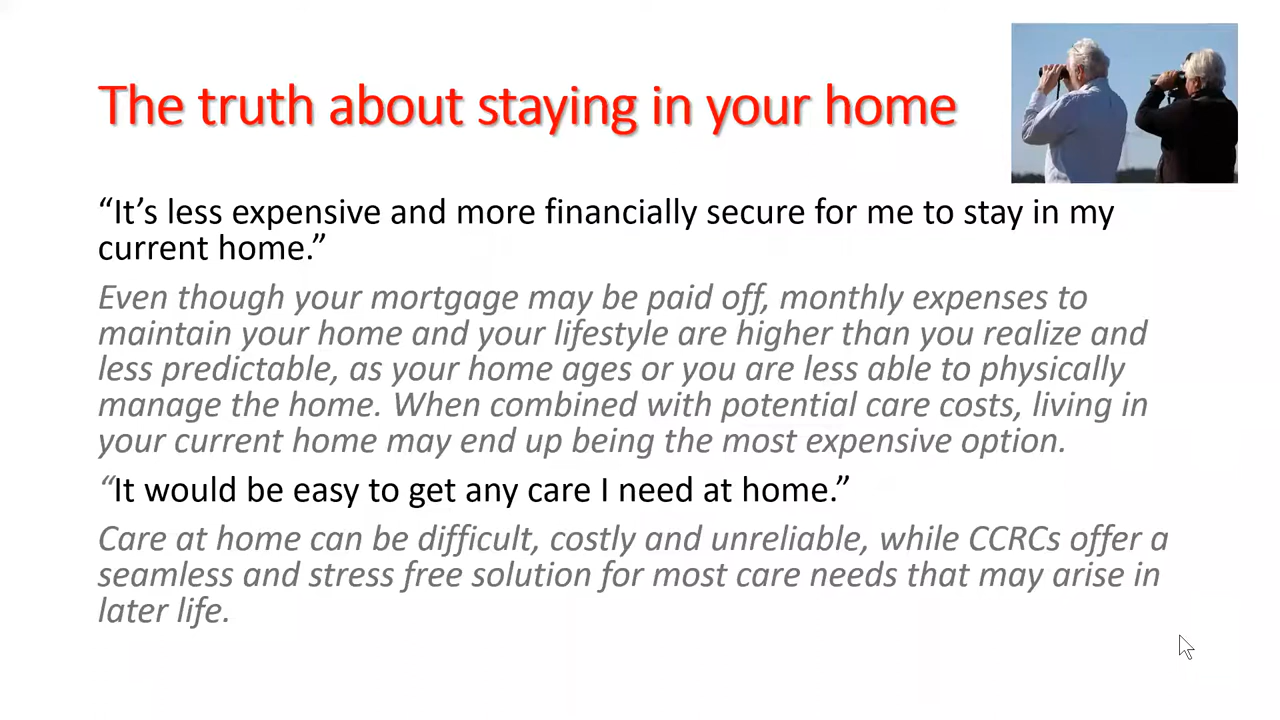 The truth about staying in your home
“It’s less expensive and more financially secure for me to stay in my
current home.”
Even though your mortgage may be paid off, monthly expenses to
maintain your home and your lifestyle are higher than you realize and
less predictable, as your home ages or you are less able to physically
manage the home. When combined with potential care costs, living in
your current home may end up being the most expensive option.
“It would be easy to get any care I need at home.”
Care at home can be difficult, costly and unreliable, while CCRCs offer a
seamless and stress free solution for most care needs that may arise in
later life.